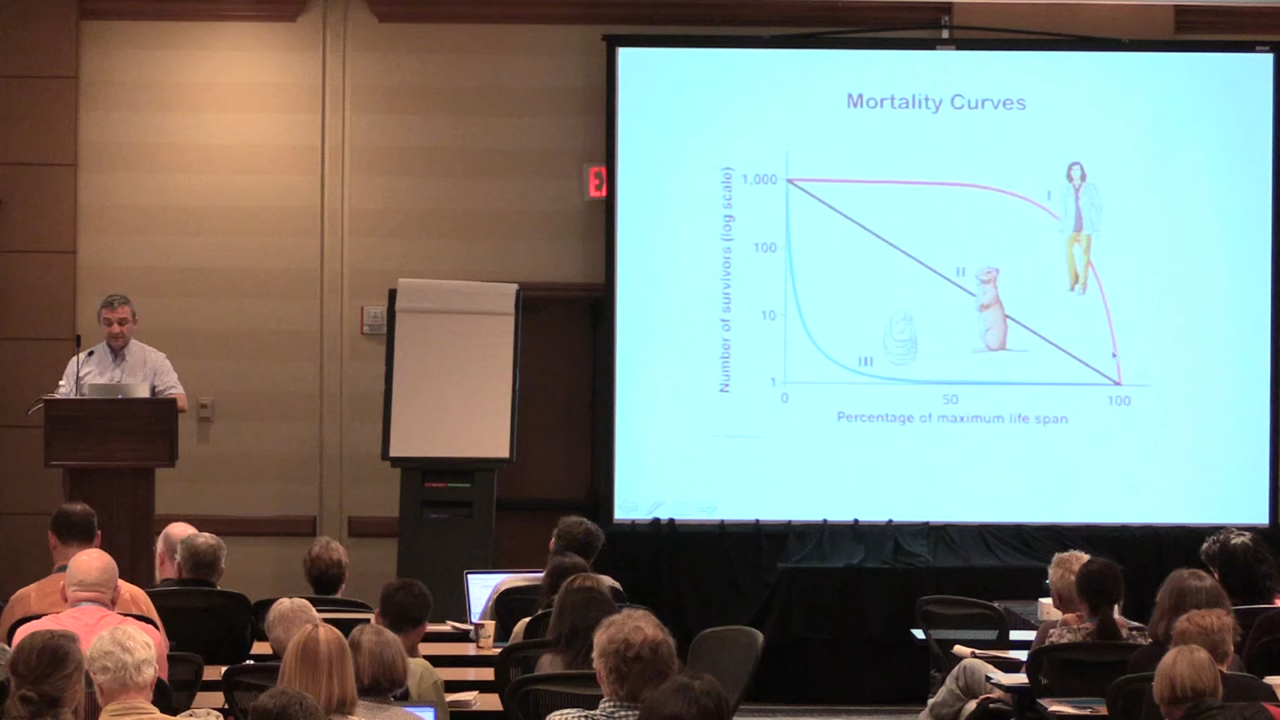 Mortality Curves
Number of survivors (log scale)
1,000
100
10
1
I
II
III
0
50
100
Percentage of maximum life span
EX